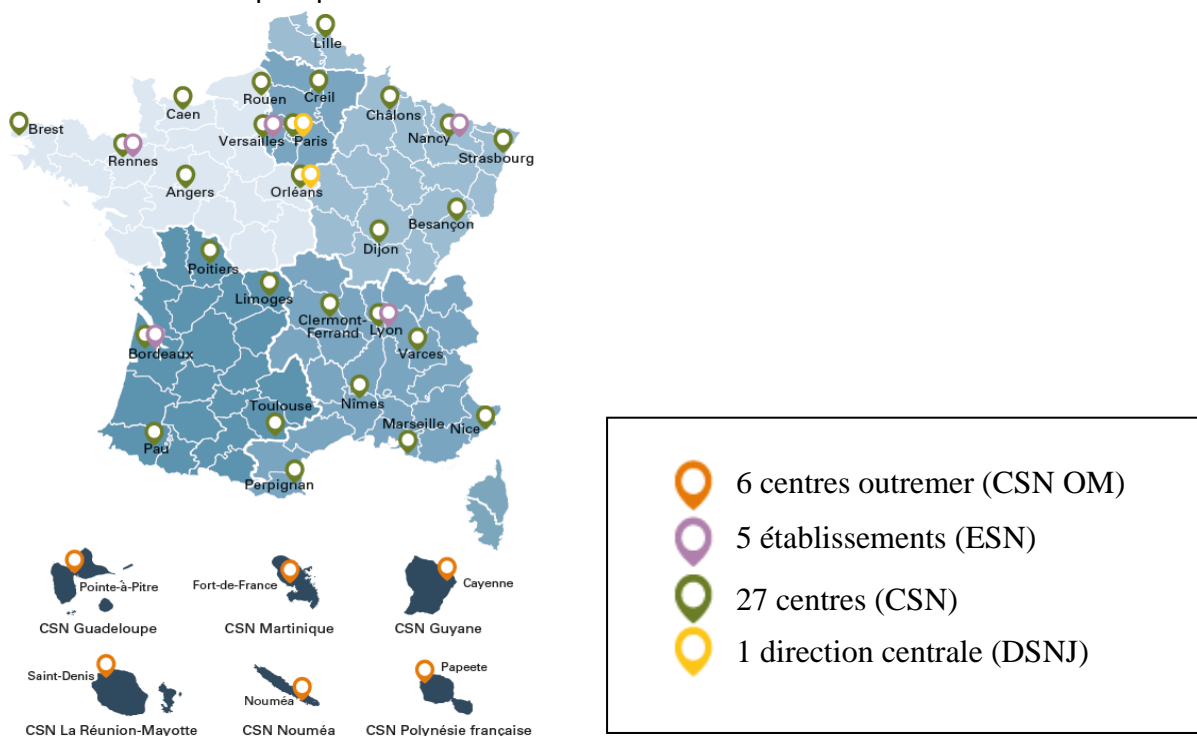 Lille
Rouen
Creil
Caen
Châlons
Brest
Versailles
Paris
Nancy
Rennes
Strasbourg
Angers
Orléans
Besançon
Dijon
Poitiers
Limoges
Clermont-
Ferrand
Lyon
Bordeaux
Varces
Nîmes
Toulouse
Marseille
Nice
Pau
Perpignan
Pointe-à-Pitre
CSN Guadeloupe
Fort-de-France
CSN Martinique
Cayenne
CSN Guyane
Saint-Denis
CSN La Réunion-Mayotte
Nouméa
CSN Nouméa
Papeete
CSN Polynésie française
6 centres outremer (CSN OM)
5 établissements (ESN)
27 centres (CSN)
1 direction centrale (DSNJ)